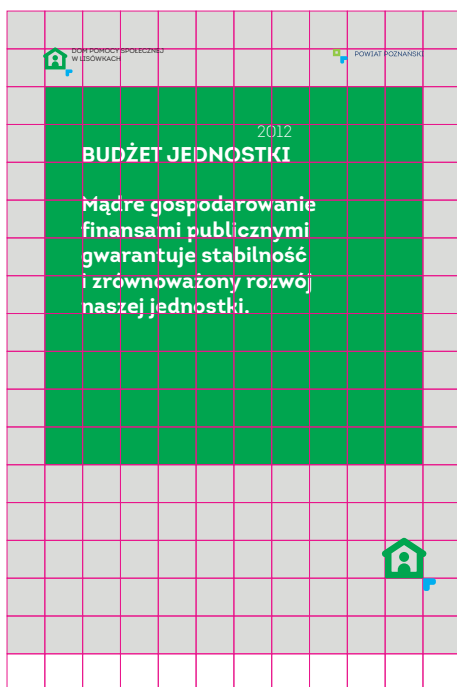 DOM POMOCY SPOŁECZNEJ
W LISÓWKACH
POWIAT POZNAŃSKI
2012
BUDŻET JEDNOSTKI
Mądre gospodarowanie
finansami publicznymi
gwarantuje stabilność
i zrównoważony rozwój
naszej jednostki.